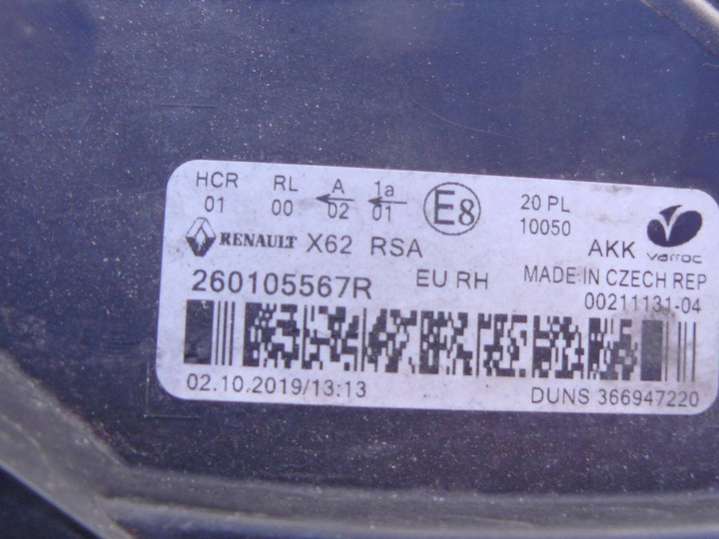 HCR RL A 1a E8 20 PL
01 00 02 01 10050
RENAULT X62 RSA AKK varroc
260105567R EU RH MADE IN CZECH REP
00211131-04
02.10.2019/13:13 DUNS 366947220